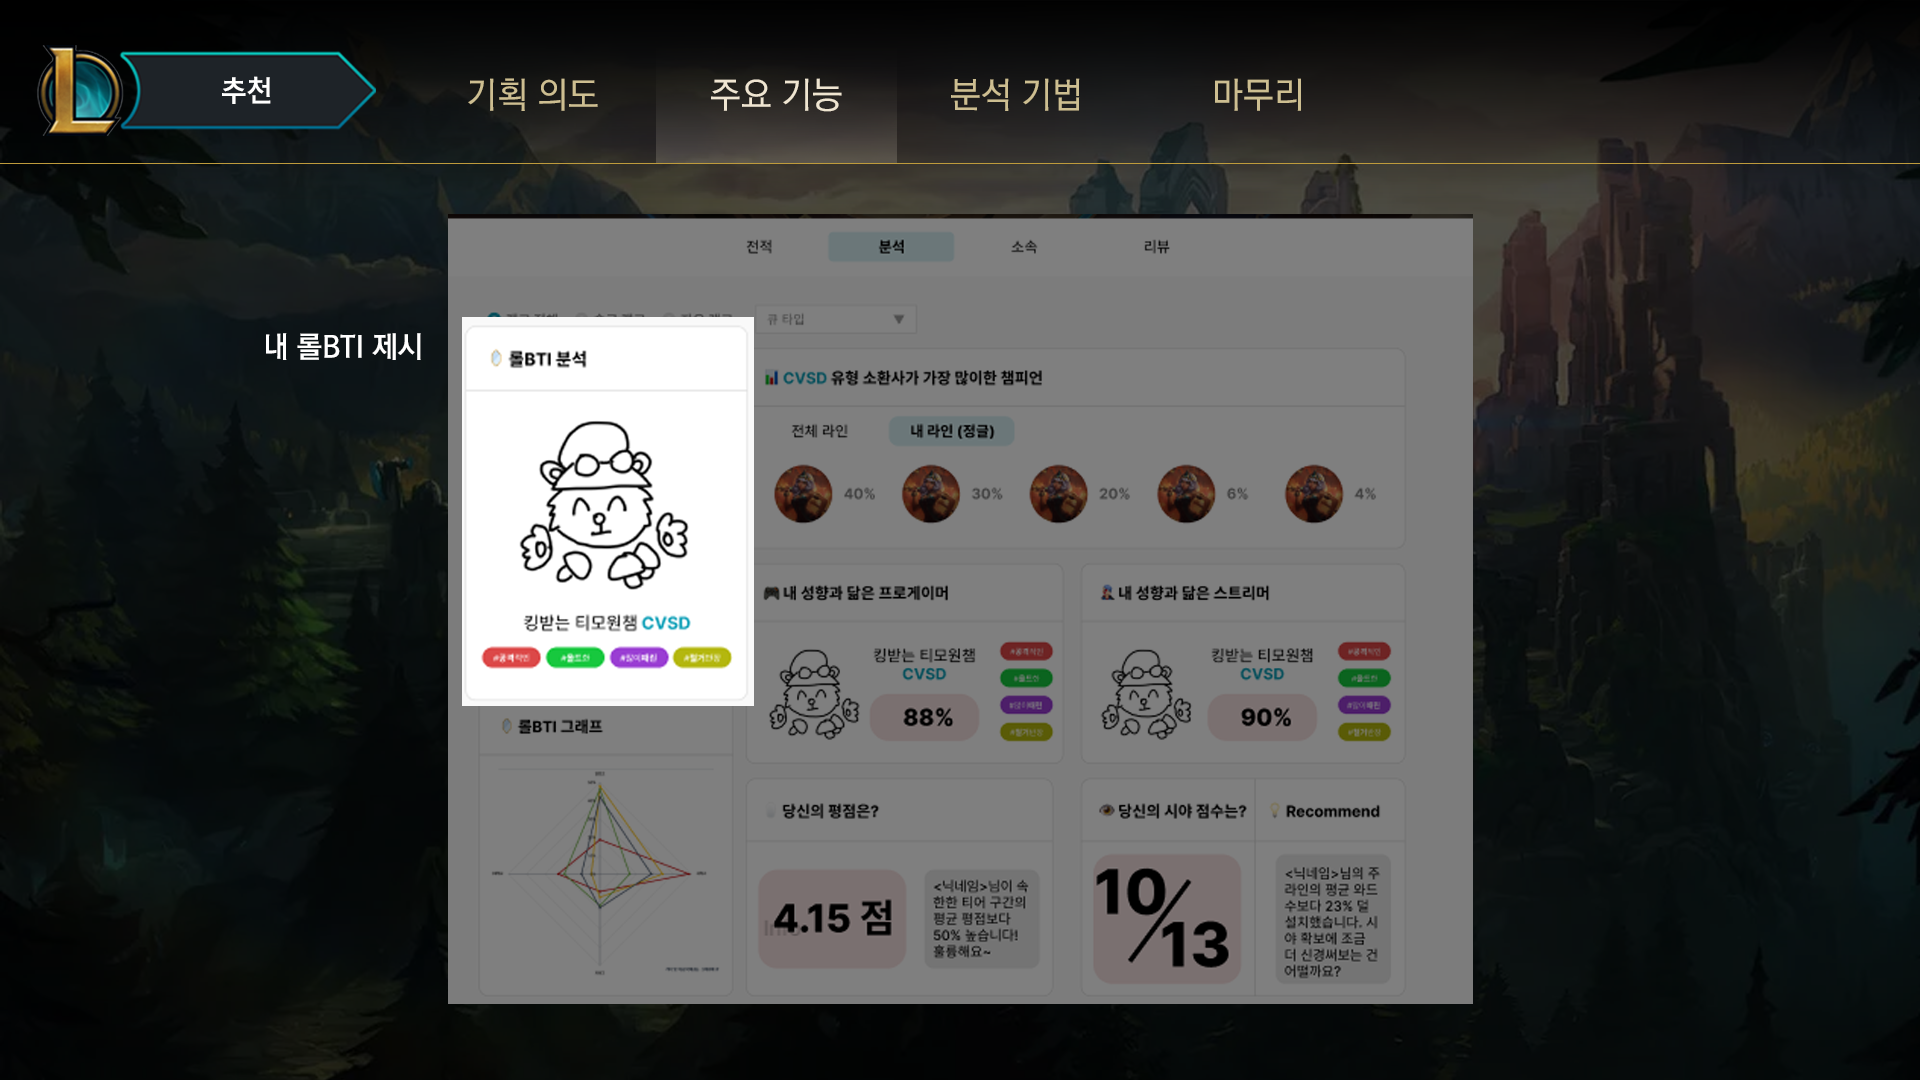 추천
기획 의도
주요 기능
분석 기법
마무리
전적
분석
소속
리뷰
큐 타입
내 롤BTI 제시
롤BTI 분석
킹받는 티모원챔 CVSD
CVSD 유형 소환사가 가장 많이한 챔피언
전체 라인
내 라인 (정글)
40%
30%
20%
6%
4%
내 성향과 닮은 프로게이머
킹받는 티모원챔
CVSD
88%
내 성향과 닮은 스트리머
킹받는 티모원챔
CVSD
90%
롤BTI 그래프
당신의 평점은?
4.15 점
<닉네임>님이 속
한한 티어 구간의
평균 평점보다
50% 높습니다!
훌륭해요~
당신의 시야 점수는?
10/13
Recommend
<닉네임>님의 주
라인의 평균 와드
수보다 23% 덜
설치했습니다. 시
야 확보에 조금
더 신경써보는 건
어떨까요?